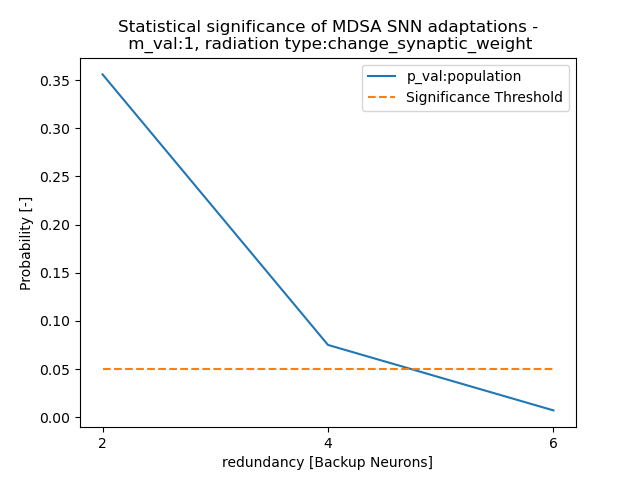 Statistical significance of MDSA SNN adaptations -
m_val:1, radiation type:change_synaptic_weight
p_val:population
Significance Threshold
Probability [-]
0.35
0.30
0.25
0.20
0.15
0.10
0.05
0.00
2
4
6
redundancy [Backup Neurons]